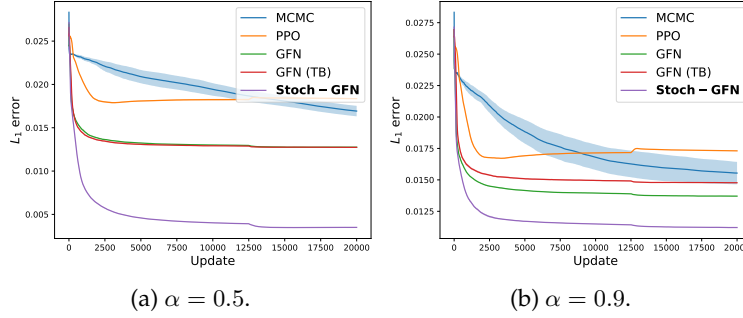 MCMC
PPO
GFN
GFN (TB)
Stoch − GFN
L₁ error
0.025
0.020
0.015
0.010
0.005
0 2500 5000 7500 10000 12500 15000 17500 20000
Update
(a) α = 0.5.
MCMC
PPO
GFN
GFN (TB)
Stoch − GFN
L₁ error
0.0275
0.0250
0.0225
0.0200
0.0175
0.0150
0.0125
0 2500 5000 7500 10000 12500 15000 17500 20000
Update
(b) α = 0.9.